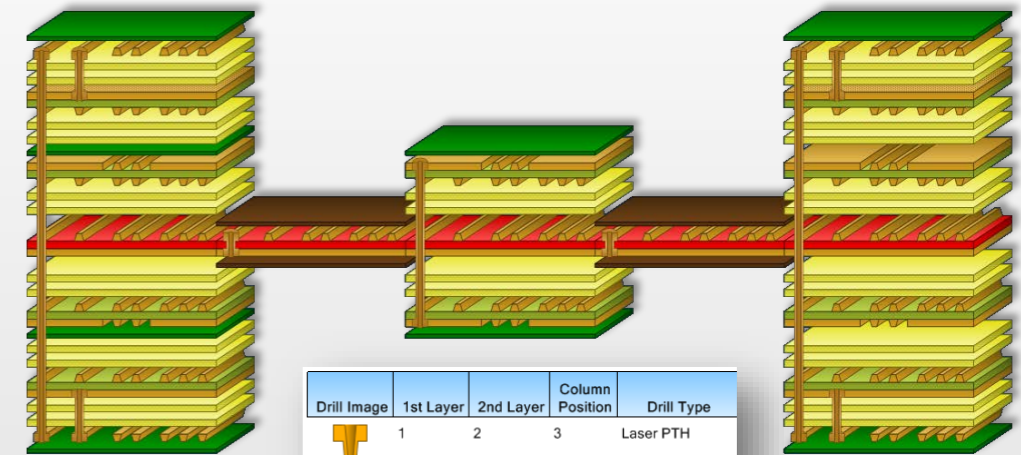 Drill Image 1st Layer 2nd Layer Column Position Drill Type
1 2 3 Laser PTH